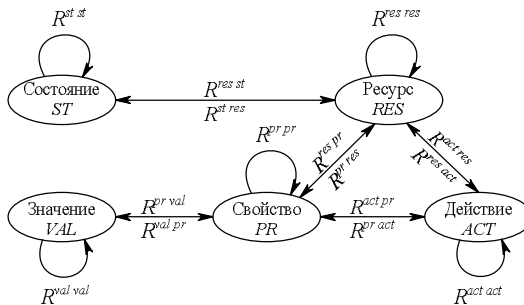 R^st st
R^res res
Состояние
ST
R^res st
R^st res
Ресурс
RES
R^pr pr
R^res pr
R^pr res
R^act res
R^res act
Значение
VAL
R^pr val
R^val pr
Свойство
PR
R^act pr
R^pr act
Действие
ACT
R^val val
R^act act